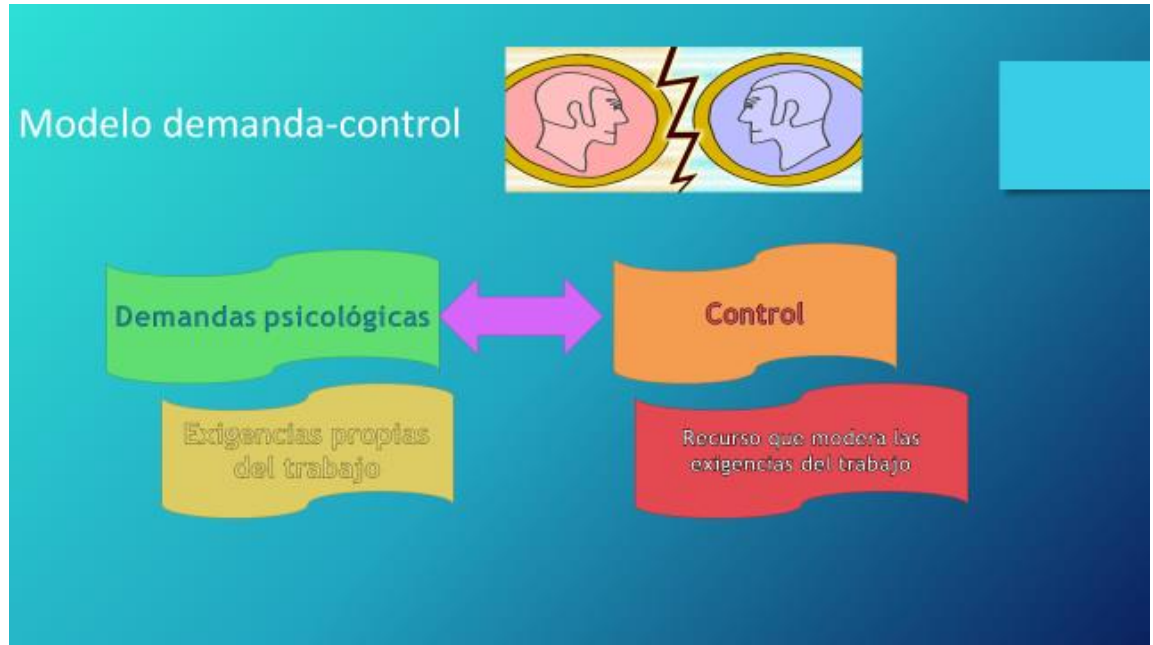 Modelo demanda-control
Demandas psicológicas
Control
Exigencias propias
del trabajo
Recurso que modera las
exigencias del trabajo